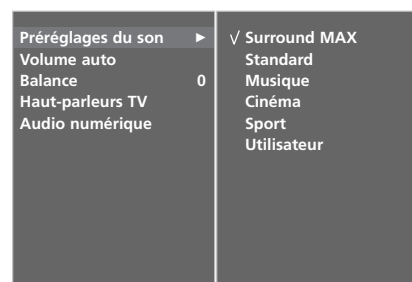 Préréglages du son ►
Volume auto
Balance 0
Haut-parleurs TV
Audio numérique
√ Surround MAX
Standard
Musique
Cinéma
Sport
Utilisateur